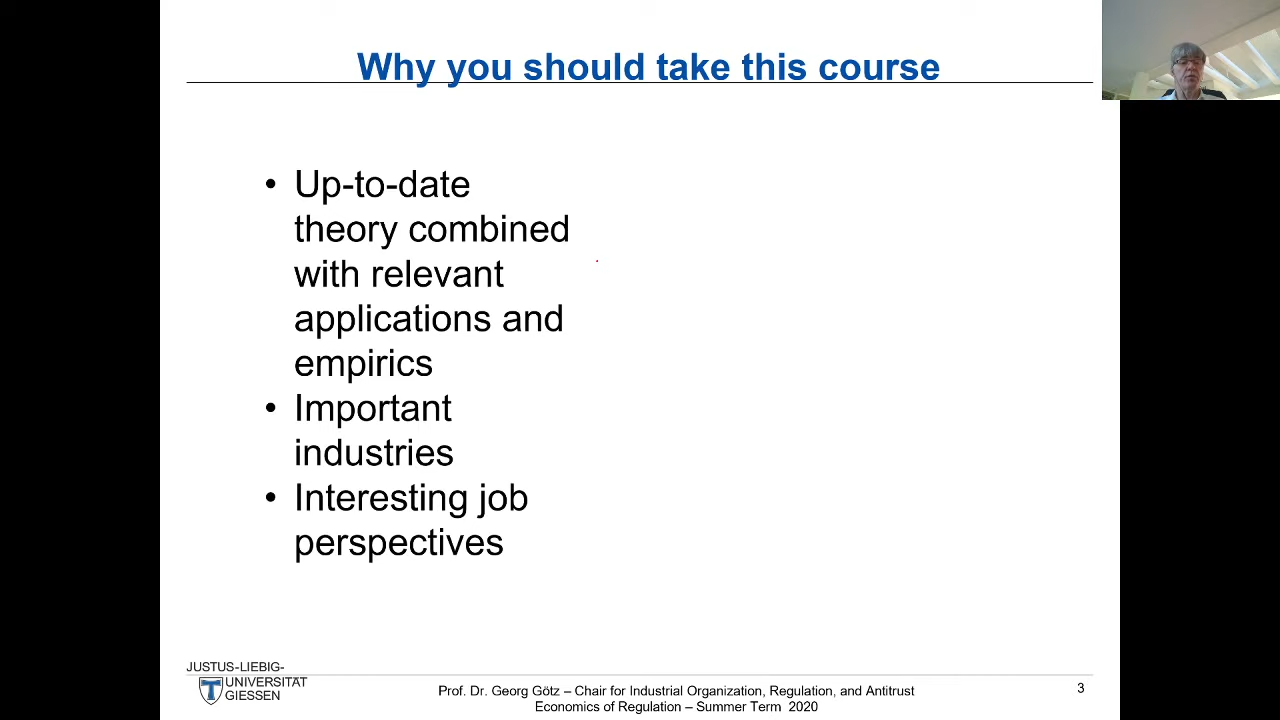 Why you should take this course
• Up-to-date
theory combined
with relevant
applications and
empirics
• Important
industries
• Interesting job
perspectives
JUSTUS-LIEBIG-
UNIVERSITÄT
GIESSEN
Prof. Dr. Georg Götz – Chair for Industrial Organization, Regulation, and Antitrust
Economics of Regulation – Summer Term 2020
3